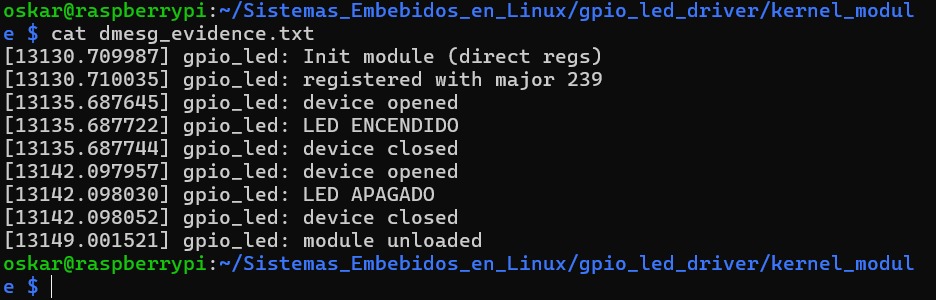 oskar@raspberrypi:~/Sistemas_Embebidos_en_Linux/gpio_led_driver/kernel_modul
e $ cat dmesg_evidence.txt
[13130.709987] gpio_led: Init module (direct regs)
[13130.710035] gpio_led: registered with major 239
[13135.687645] gpio_led: device opened
[13135.687722] gpio_led: LED ENCENDIDO
[13135.687744] gpio_led: device closed
[13142.097957] gpio_led: device opened
[13142.098030] gpio_led: LED APAGADO
[13142.098052] gpio_led: device closed
[13149.001521] gpio_led: module unloaded
oskar@raspberrypi:~/Sistemas_Embebidos_en_Linux/gpio_led_driver/kernel_modul
e $